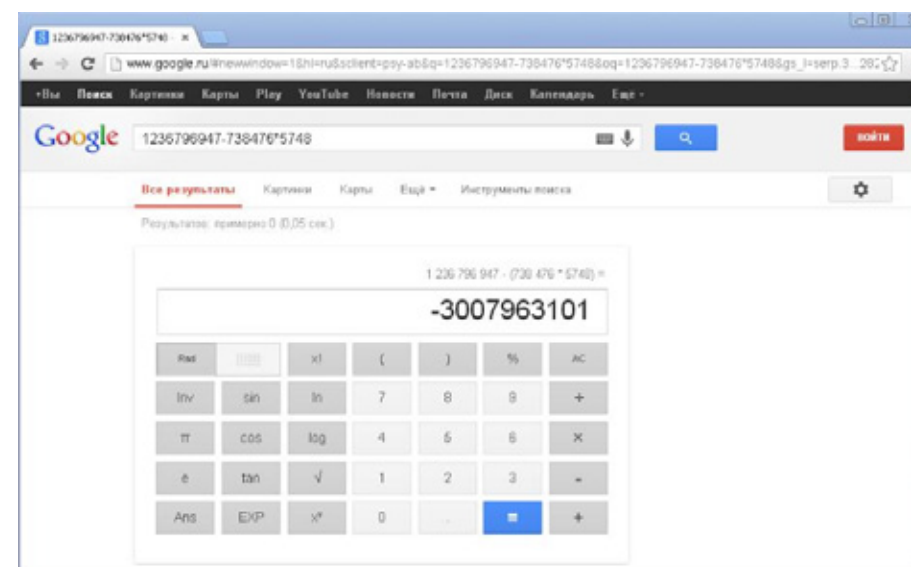 1236796947-738476*5748 -
www.google.ru/#newwindow=1&hl=ru&sclient=psy-ab&q=1236796947-738476*5748&oq=1236796947-738476*5748&gs_l=serp.3...
+Вы Поиск Картинки Карты Play YouTube Новости Почта Диск Календарь Ещё
Google 1236796947-738476*5748 ВОЙТИ
Все результаты Картинки Карты Ещё Инструменты поиска
Результатов: примерно 0 (0,05 сек.)
1 236 796 947 - (738 476 * 5748) =
-3007963101
Rad x! ( ) % AC
Inv sin ln 7 8 9 ÷
π cos log 4 5 6 ×
e tan √ 1 2 3 -
Ans EXP xʸ 0 . = +